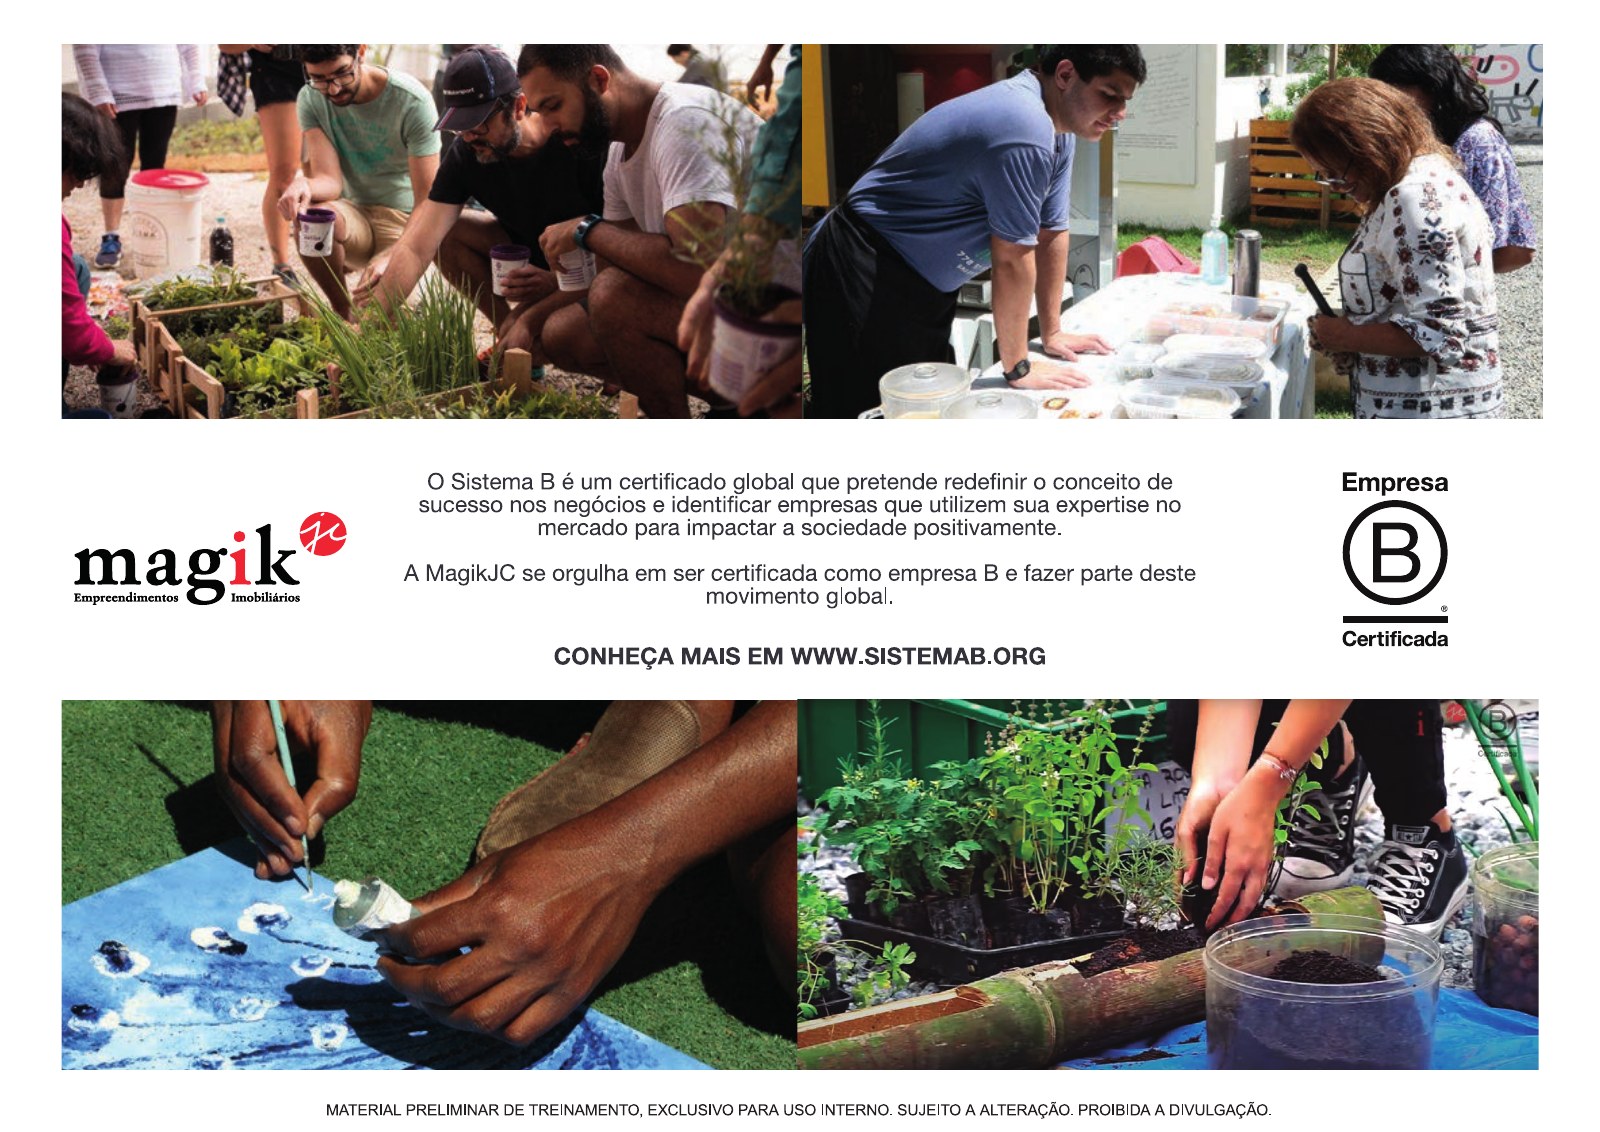 O Sistema B é um certificado global que pretende redefinir o conceito de
sucesso nos negócios e identificar empresas que utilizem sua expertise no
mercado para impactar a sociedade positivamente.
A MagikJC se orgulha em ser certificada como empresa B e fazer parte deste
movimento global.
CONHEÇA MAIS EM WWW.SISTEMAB.ORG
magik jc
Empreendimentos Imobiliários
Empresa
B
®
Certificada
B
Certificada
MATERIAL PRELIMINAR DE TREINAMENTO, EXCLUSIVO PARA USO INTERNO. SUJEITO A ALTERAÇÃO. PROIBIDA A DIVULGAÇÃO.